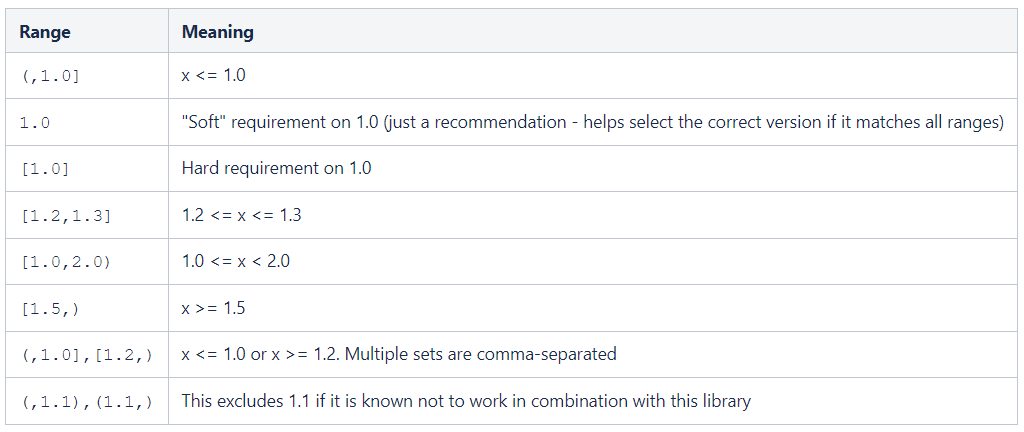 Range Meaning
(,1.0] x <= 1.0
1.0 "Soft" requirement on 1.0 (just a recommendation - helps select the correct version if it matches all ranges)
[1.0] Hard requirement on 1.0
[1.2,1.3] 1.2 <= x <= 1.3
[1.0,2.0) 1.0 <= x < 2.0
[1.5,) x >= 1.5
(,1.0],[1.2,) x <= 1.0 or x >= 1.2. Multiple sets are comma-separated
(,1.1),(1.1,) This excludes 1.1 if it is known not to work in combination with this library